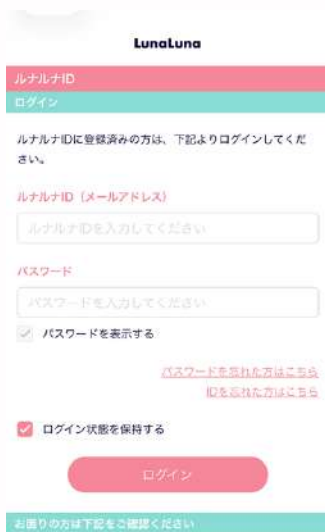 LunaLuna
ルナルナID
ログイン
ルナルナIDに登録済みの方は、下記よりログインしてくだ
さい。
ルナルナID（メールアドレス）
ルナルナIDを入力してください
パスワード
パスワードを入力してください
パスワードを表示する
パスワードを忘れた方はこちら
IDを忘れた方はこちら
ログイン状態を保持する
ログイン
お困りの方は下記をご確認ください